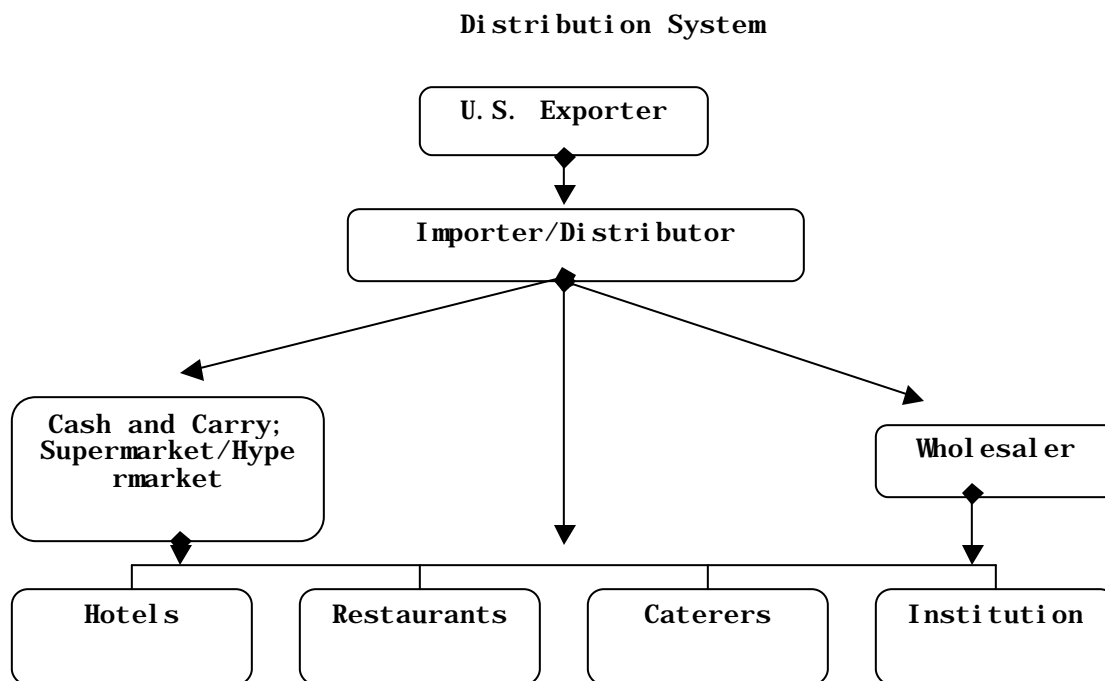 Distribution System
U.S. Exporter
Importer/Distributor
Cash and Carry;
Supermarket/Hype
rmarket
Wholesaler
Hotels
Restaurants
Caterers
Institution